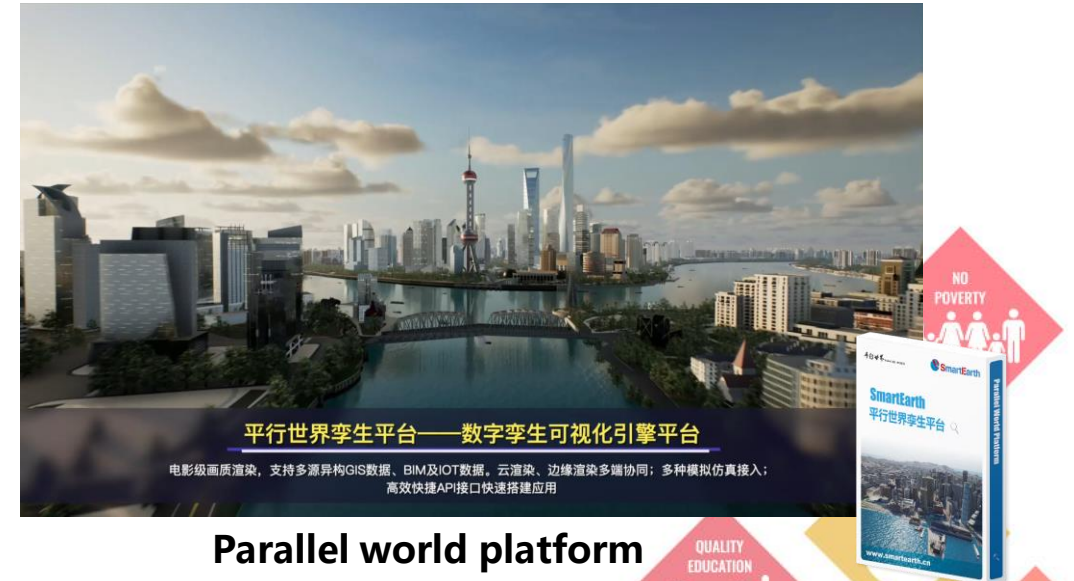 平行世界孪生平台——数字孪生可视化引擎平台
电影级画质渲染，支持多源异构GIS数据、BIM及IOT数据。云渲染、边缘渲染多端协同；多种模拟仿真接入；
高效快捷API接口快速搭建应用
Parallel world platform
NO
POVERTY
SmartEarth
SmartEarth
平行世界孪生平台
Parallel World Platform
www.smartearth.cn
QUALITY
EDUCATION